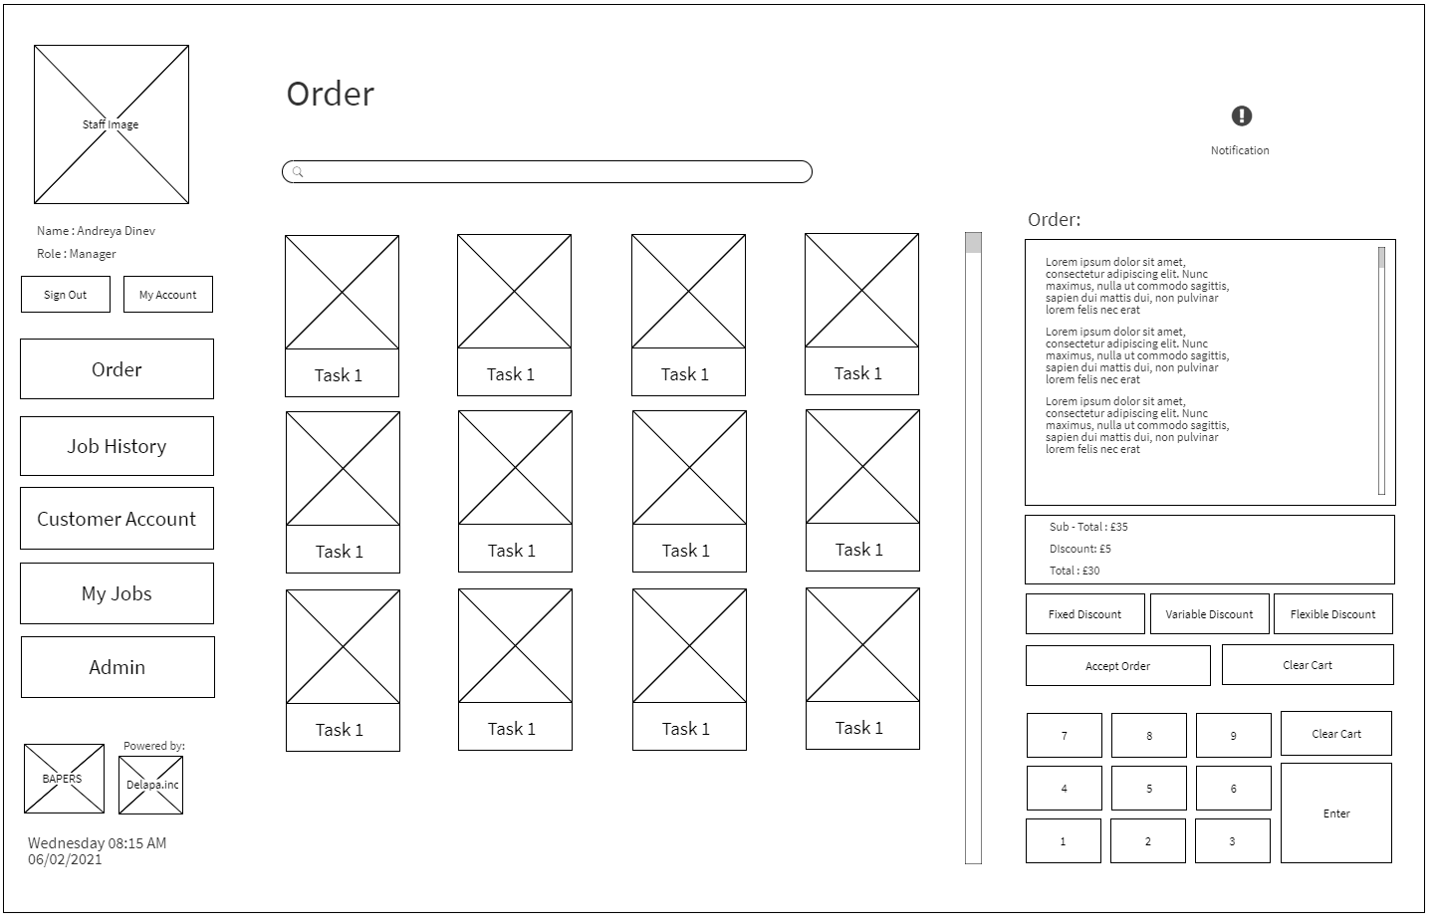 Staff Image
Name : Andreya Dinev
Role : Manager
Sign Out
My Account
Order
Job History
Customer Account
My Jobs
Admin
BAPERS
Powered by:
Delapa.inc
Wednesday 08:15 AM
06/02/2021
Order
Task 1
Task 1
Task 1
Task 1
Task 1
Task 1
Task 1
Task 1
Task 1
Task 1
Task 1
Task 1
Notification
Order:
Lorem ipsum dolor sit amet,
consectetur adipiscing elit. Nunc
maximus, nulla ut commodo sagittis,
sapien dui mattis dui, non pulvinar
lorem felis nec erat
Lorem ipsum dolor sit amet,
consectetur adipiscing elit. Nunc
maximus, nulla ut commodo sagittis,
sapien dui mattis dui, non pulvinar
lorem felis nec erat
Lorem ipsum dolor sit amet,
consectetur adipiscing elit. Nunc
maximus, nulla ut commodo sagittis,
sapien dui mattis dui, non pulvinar
lorem felis nec erat
Sub - Total : £35
Discount: £5
Total : £30
Fixed Discount
Variable Discount
Flexible Discount
Accept Order
Clear Cart
7
8
9
Clear Cart
4
5
6
Enter
1
2
3